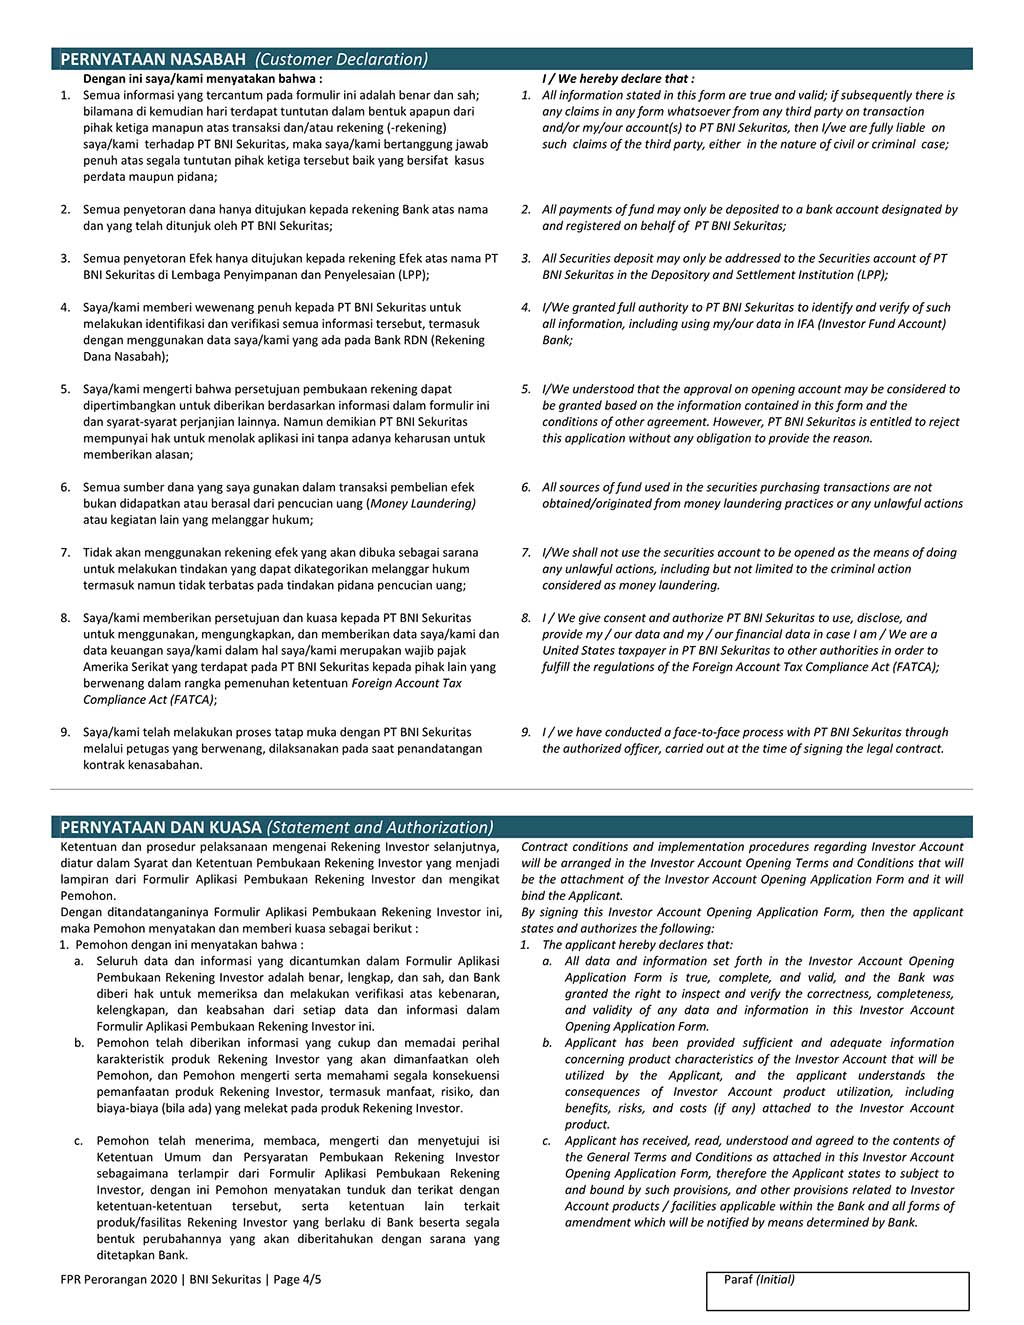 PERNYATAAN NASABAH (Customer Declaration)
Dengan ini saya/kami menyatakan bahwa :
1. Semua informasi yang tercantum pada formulir ini adalah benar dan sah;
bilamana di kemudian hari terdapat tuntutan dalam bentuk apapun dari
pihak ketiga manapun atas transaksi dan/atau rekening (-rekening)
saya/kami terhadap PT BNI Sekuritas, maka saya/kami bertanggung jawab
penuh atas segala tuntutan pihak ketiga tersebut baik yang bersifat kasus
perdata maupun pidana;
2. Semua penyetoran dana hanya ditujukan kepada rekening Bank atas nama
dan yang telah ditunjuk oleh PT BNI Sekuritas;
3. Semua penyetoran Efek hanya ditujukan kepada rekening Efek atas nama PT
BNI Sekuritas di Lembaga Penyimpanan dan Penyelesaian (LPP);
4. Saya/kami memberi wewenang penuh kepada PT BNI Sekuritas untuk
melakukan identifikasi dan verifikasi semua informasi tersebut, termasuk
dengan menggunakan data saya/kami yang ada pada Bank RDN (Rekening
Dana Nasabah);
5. Saya/kami mengerti bahwa persetujuan pembukaan rekening dapat
dipertimbangkan untuk diberikan berdasarkan informasi dalam formulir ini
dan syarat-syarat perjanjian lainnya. Namun demikian PT BNI Sekuritas
mempunyai hak untuk menolak aplikasi ini tanpa adanya keharusan untuk
memberikan alasan;
6. Semua sumber dana yang saya gunakan dalam transaksi pembelian efek
bukan didapatkan atau berasal dari pencucian uang (Money Laundering)
atau kegiatan lain yang melanggar hukum;
7. Tidak akan menggunakan rekening efek yang akan dibuka sebagai sarana
untuk melakukan tindakan yang dapat dikategorikan melanggar hukum
termasuk namun tidak terbatas pada tindakan pidana pencucian uang;
8. Saya/kami memberikan persetujuan dan kuasa kepada PT BNI Sekuritas
untuk menggunakan, mengungkapkan, dan memberikan data saya/kami dan
data keuangan saya/kami dalam hal saya/kami merupakan wajib pajak
Amerika Serikat yang terdapat pada PT BNI Sekuritas kepada pihak lain yang
berwenang dalam rangka pemenuhan ketentuan Foreign Account Tax
Compliance Act (FATCA);
9. Saya/kami telah melakukan proses tatap muka dengan PT BNI Sekuritas
melalui petugas yang berwenang, dilaksanakan pada saat penandatangan
kontrak kenasabahan.
I / We hereby declare that :
1. All information stated in this form are true and valid; if subsequently there is
any claims in any form whatsoever from any third party on transaction
and/or my/our account(s) to PT BNI Sekuritas, then I/we are fully liable on
such claims of the third party, either in the nature of civil or criminal case;
2. All payments of fund may only be deposited to a bank account designated by
and registered on behalf of PT BNI Sekuritas;
3. All Securities deposit may only be addressed to the Securities account of PT
BNI Sekuritas in the Depository and Settlement Institution (LPP);
4. I/We granted full authority to PT BNI Sekuritas to identify and verify of such
all information, including using my/our data in IFA (Investor Fund Account)
Bank;
5. I/We understood that the approval on opening account may be considered to
be granted based on the information contained in this form and the
conditions of other agreement. However, PT BNI Sekuritas is entitled to reject
this application without any obligation to provide the reason.
6. All sources of fund used in the securities purchasing transactions are not
obtained/originated from money laundering practices or any unlawful actions
7. I/We shall not use the securities account to be opened as the means of doing
any unlawful actions, including but not limited to the criminal action
considered as money laundering.
8. I / We give consent and authorize PT BNI Sekuritas to use, disclose, and
provide my / our data and my / our financial data in case I am / We are a
United States taxpayer in PT BNI Sekuritas to other authorities in order to
fulfill the regulations of the Foreign Account Tax Compliance Act (FATCA);
9. I / we have conducted a face-to-face process with PT BNI Sekuritas through
the authorized officer, carried out at the time of signing the legal contract.
PERNYATAAN DAN KUASA (Statement and Authorization)
Ketentuan dan prosedur pelaksanaan mengenai Rekening Investor selanjutnya,
diatur dalam Syarat dan Ketentuan Pembukaan Rekening Investor yang menjadi
lampiran dari Formulir Aplikasi Pembukaan Rekening Investor dan mengikat
Pemohon.
Dengan ditandatanganinya Formulir Aplikasi Pembukaan Rekening Investor ini,
maka Pemohon menyatakan dan memberi kuasa sebagai berikut :
1. Pemohon dengan ini menyatakan bahwa :
a. Seluruh data dan informasi yang dicantumkan dalam Formulir Aplikasi
Pembukaan Rekening Investor adalah benar, lengkap, dan sah, dan Bank
diberi hak untuk memeriksa dan melakukan verifikasi atas kebenaran,
kelengkapan, dan keabsahan dari setiap data dan informasi dalam
Formulir Aplikasi Pembukaan Rekening Investor ini.
b. Pemohon telah diberikan informasi yang cukup dan memadai perihal
karakteristik produk Rekening Investor yang akan dimanfaatkan oleh
Pemohon, dan Pemohon mengerti serta memahami segala konsekuensi
pemanfaatan produk Rekening Investor, termasuk manfaat, risiko, dan
biaya-biaya (bila ada) yang melekat pada produk Rekening Investor.
c. Pemohon telah menerima, membaca, mengerti dan menyetujui isi
Ketentuan Umum dan Persyaratan Pembukaan Rekening Investor
sebagaimana terlampir dari Formulir Aplikasi Pembukaan Rekening
Investor, dengan ini Pemohon menyatakan tunduk dan terikat dengan
ketentuan-ketentuan tersebut, serta ketentuan lain terkait
produk/fasilitas Rekening Investor yang berlaku di Bank beserta segala
bentuk perubahannya yang akan diberitahukan dengan sarana yang
ditetapkan Bank.
Contract conditions and implementation procedures regarding Investor Account
will be arranged in the Investor Account Opening Terms and Conditions that will
be the attachment of the Investor Account Opening Application Form and it will
bind the Applicant.
By signing this Investor Account Opening Application Form, then the applicant
states and authorizes the following:
1. The applicant hereby declares that:
a. All data and information set forth in the Investor Account Opening
Application Form is true, complete, and valid, and the Bank was
granted the right to inspect and verify the correctness, completeness,
and validity of any data and information in this Investor Account
Opening Application Form.
b. Applicant has been provided sufficient and adequate information
concerning product characteristics of the Investor Account that will be
utilized by the Applicant, and the applicant understands the
consequences of Investor Account product utilization, including
benefits, risks, and costs (if any) attached to the Investor Account
product.
c. Applicant has received, read, understood and agreed to the contents of
the General Terms and Conditions as attached in this Investor Account
Opening Application Form, therefore the Applicant states to subject to
and bound by such provisions, and other provisions related to Investor
Account products / facilities applicable within the Bank and all forms of
amendment which will be notified by means determined by Bank.
FPR Perorangan 2020 | BNI Sekuritas | Page 4/5
Paraf (Initial)